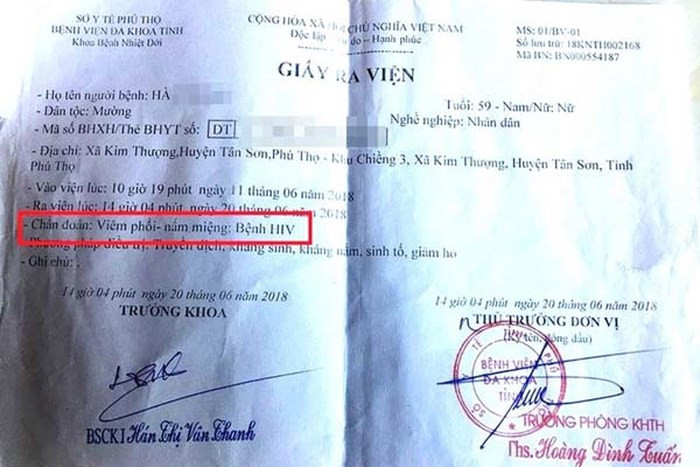 SỞ Y TẾ PHÚ THỌ
BỆNH VIỆN ĐA KHOA TỈNH
Khoa Bệnh Nhiệt Đới
CỘNG HÒA XÃ CHỦ NGHĨA VIỆT NAM
Độc lập do - Hạnh phúc
MS: 01/BV-01
Số lưu trữ: 18KNTH002168
Mã BN: BN000554187
GIẤY RA VIỆN
- Họ tên người bệnh: HÀ
Tuổi: 59 - Nam/Nữ: Nữ
- Dân tộc: Mường
Nghề nghiệp: Nhân dân
- Mã số BHXH/Thẻ BHYT số: DT
- Địa chỉ: Xã Kim Thượng,Huyện Tân Sơn,Phú Thọ - Khu Chiềng 3, Xã Kim Thượng, Huyện Tân Sơn, Tỉnh
Phú Thọ
- Vào viện lúc: 10 giờ 19 phút ngày 11 tháng 06 năm 2018
- Ra viện lúc: 14 giờ 04 phút, ngày 20 tháng 06 năm 2018
- Chẩn đoán: Viêm phổi- nấm miệng: Bệnh HIV
- Phương pháp điều trị: Truyền dịch, kháng sinh, kháng nấm, sinh tố, giảm ho
- Ghi chú: .
14 giờ 04 phút, ngày 20 tháng 06 năm 2018
TRƯỞNG KHOA
14 giờ 04 phút, ngày 20 tháng 06 năm 2018
THỦ TRƯỞNG ĐƠN VỊ
(Ký tên, đóng dấu)
BỆNH VIỆN
ĐA KHOA
TỈNH
BSCKI Hán Thị Vân Thanh
TRƯỞNG PHÒNG KHTH
Ths. Hoàng Đình Tuấn